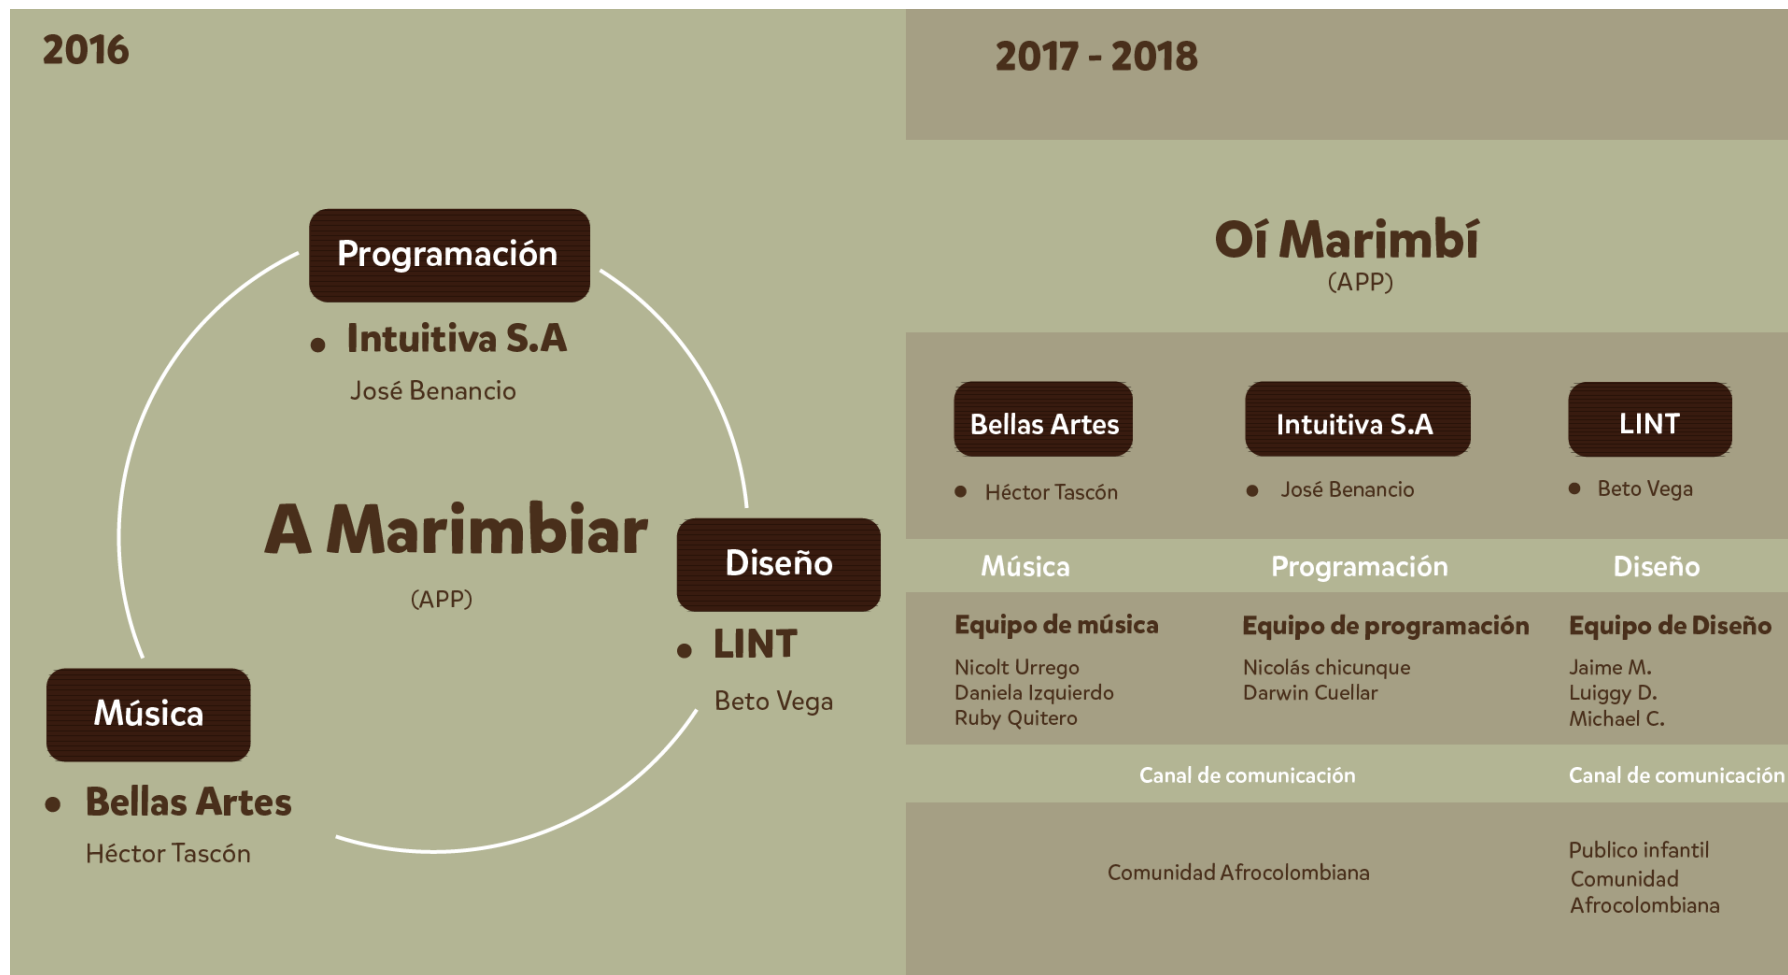 2016
Programación
Intuitiva S.A
José Benancio
A Marimbiar
(APP)
Diseño
LINT
Beto Vega
Música
Bellas Artes
Héctor Tascón
2017 - 2018
Oí Marimbí
(APP)
Bellas Artes
Héctor Tascón
Intuitiva S.A
José Benancio
LINT
Beto Vega
Música
Programación
Diseño
Equipo de música
Nicolt Urrego
Daniela Izquierdo
Ruby Quitero
Equipo de programación
Nicolás chicunque
Darwin Cuellar
Equipo de Diseño
Jaime M.
Luiggy D.
Michael C.
Canal de comunicación
Canal de comunicación
Comunidad Afrocolombiana
Publico infantil
Comunidad
Afrocolombiana